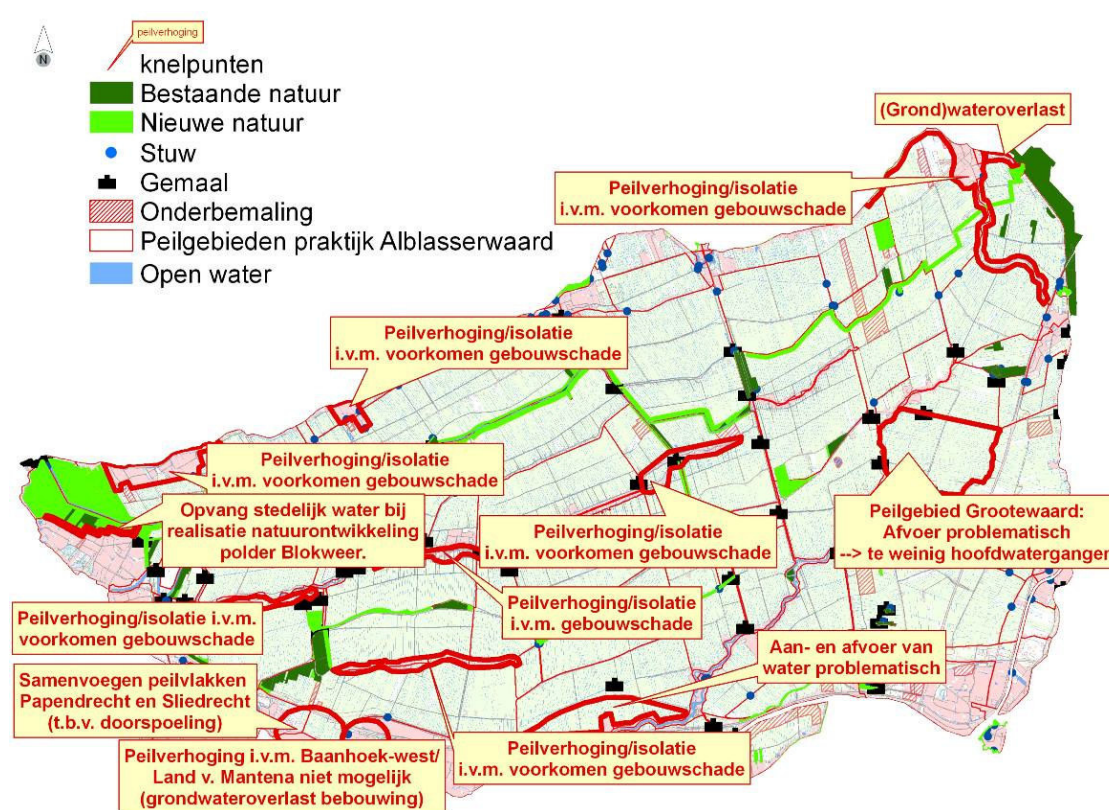 peilverhoging
N
knelpunten
Bestaande natuur
Nieuwe natuur
Stuw
Gemaal
Onderbemaling
Peilgebieden praktijk Alblasserwaard
Open water
(Grond)wateroverlast
Peilverhoging/isolatie
i.v.m. voorkomen gebouwschade
Peilverhoging/isolatie
i.v.m. voorkomen gebouwschade
Peilverhoging/isolatie
i.v.m. voorkomen gebouwschade
Opvang stedelijk water bij
realisatie natuurontwikkeling
polder Blokweer.
Peilverhoging/isolatie
i.v.m. voorkomen gebouwschade
Peilgebied Grootewaard:
Afvoer problematisch
--> te weinig hoofdwatergangen
Peilverhoging/isolatie
i.v.m. gebouwschade
Peilverhoging/isolatie i.v.m.
voorkomen gebouwschade
Aan- en afvoer van
water problematisch
Samenvoegen peilvlakken
Papendrecht en Sliedrecht
(t.b.v. doorspoeling)
Peilverhoging i.v.m. Baanhoek-west/
Land v. Mantena niet mogelijk
(grondwateroverlast bebouwing)
Peilverhoging/isolatie
i.v.m. voorkomen gebouwschade